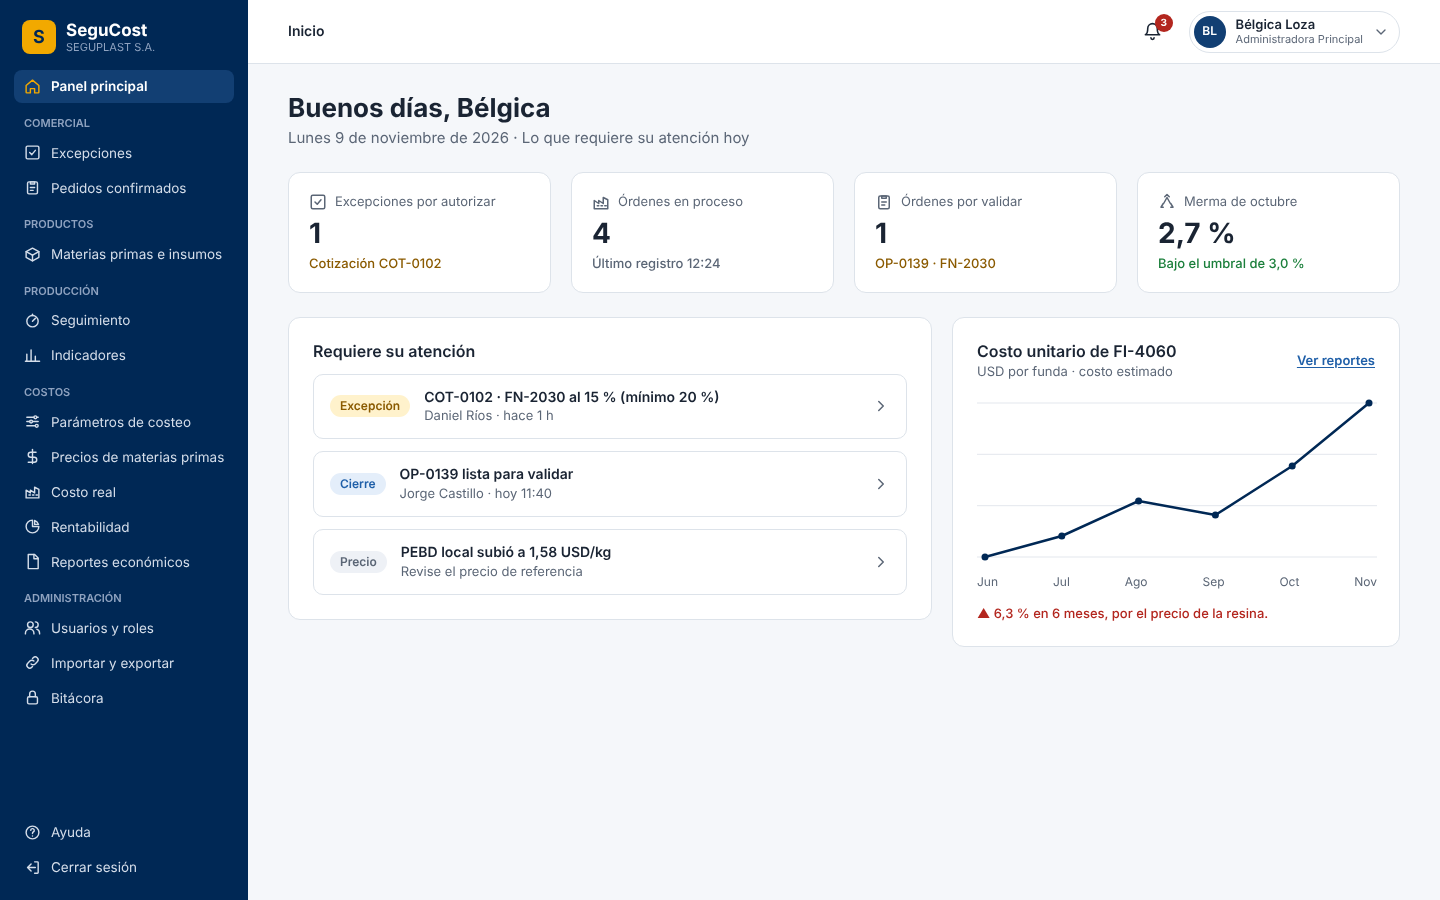 S
SeguCost
SEGUPLAST S.A.
Panel principal
COMERCIAL
Excepciones
Pedidos confirmados
PRODUCTOS
Materias primas e insumos
PRODUCCIÓN
Seguimiento
Indicadores
COSTOS
Parámetros de costeo
Precios de materias primas
Costo real
Rentabilidad
Reportes económicos
ADMINISTRACIÓN
Usuarios y roles
Importar y exportar
Bitácora
Ayuda
Cerrar sesión
Inicio
3
BL
Bélgica Loza
Administradora Principal
Buenos días, Bélgica
Lunes 9 de noviembre de 2026 · Lo que requiere su atención hoy
Excepciones por autorizar
1
Cotización COT-0102
Órdenes en proceso
4
Último registro 12:24
Órdenes por validar
1
OP-0139 · FN-2030
Merma de octubre
2,7 %
Bajo el umbral de 3,0 %
Requiere su atención
Excepción
COT-0102 · FN-2030 al 15 % (mínimo 20 %)
Daniel Ríos · hace 1 h
Cierre
OP-0139 lista para validar
Jorge Castillo · hoy 11:40
Precio
PEBD local subió a 1,58 USD/kg
Revise el precio de referencia
Costo unitario de FI-4060
USD por funda · costo estimado
Ver reportes
Jun Jul Ago Sep Oct Nov
▲ 6,3 % en 6 meses, por el precio de la resina.